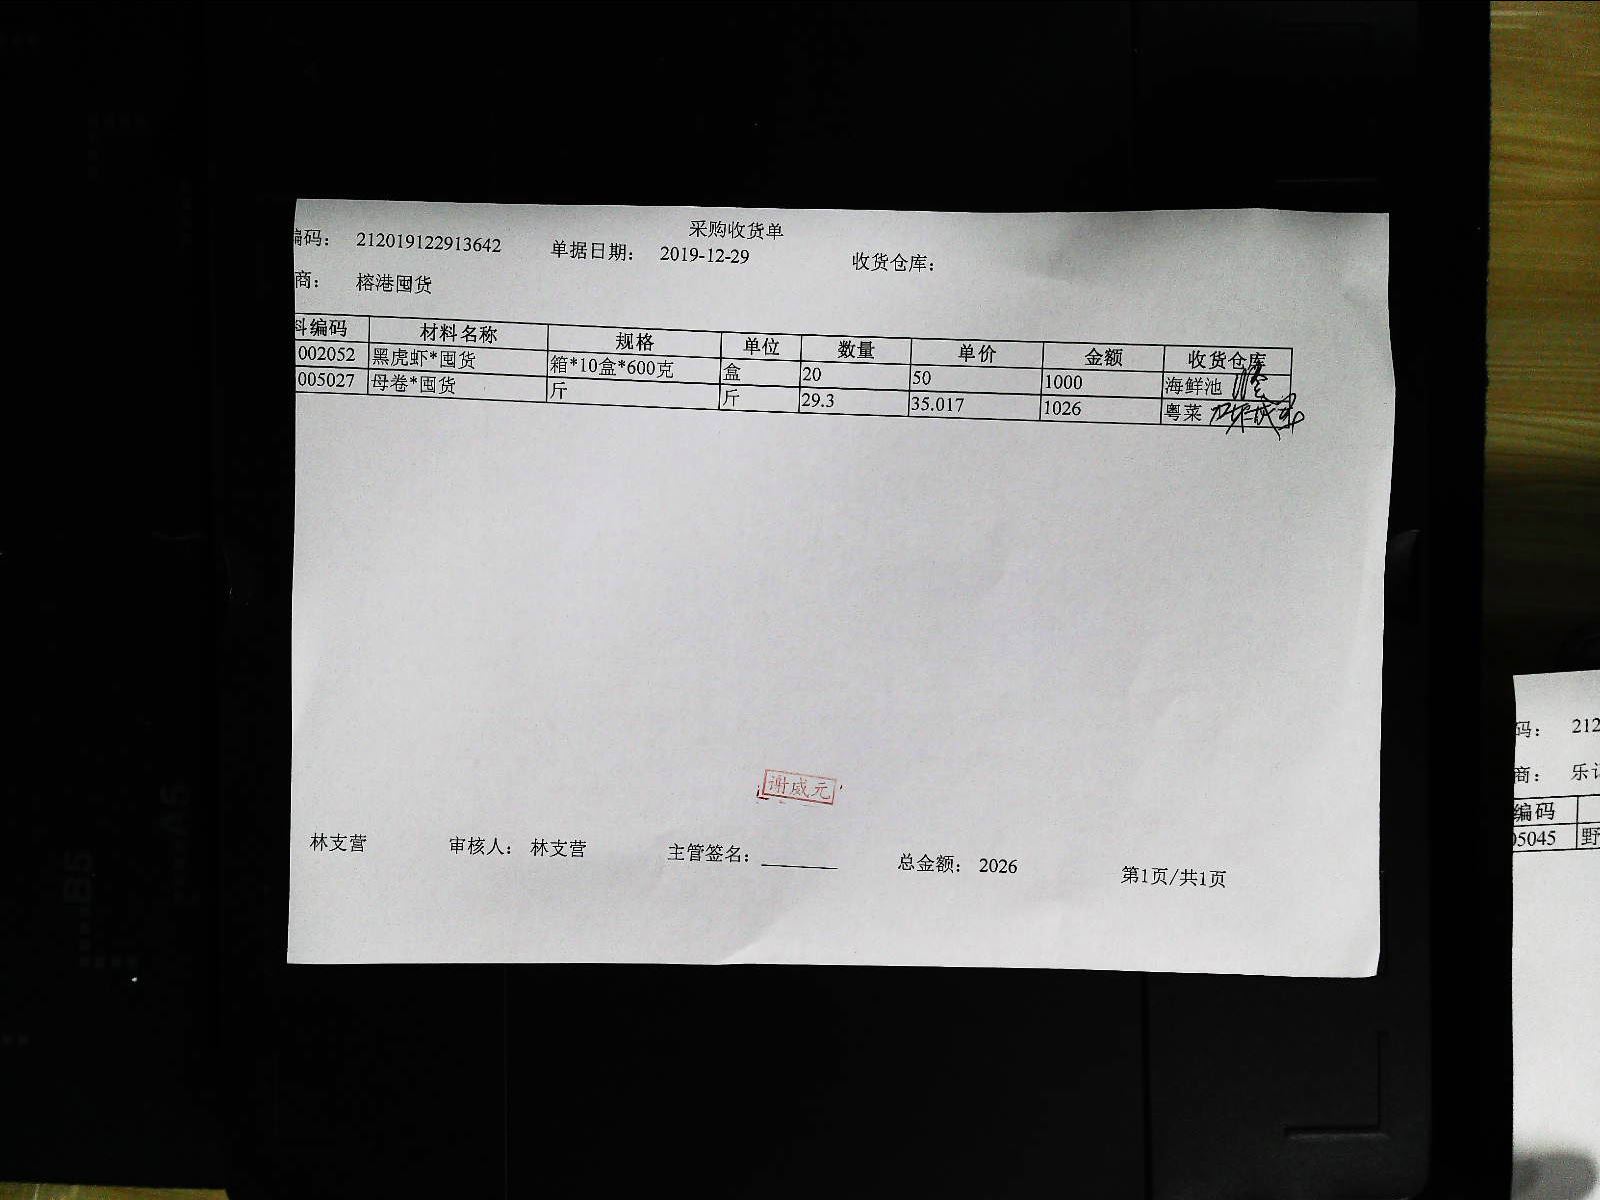 采购收货单
编码： 212019122913642 单据日期： 2019-12-29 收货仓库：
商： 榕港囤货
料编码 材料名称 规格 单位 数量 单价 金额 收货仓库
002052 黑虎虾*囤货 箱*10盒*600克 盒 20 50 1000 海鲜池
005027 母卷*囤货 斤 斤 29.3 35.017 1026 粤菜
谢威元
林支营 审核人： 林支营 主管签名： 总金额： 2026 第1页/共1页
码： 212
商： 乐
编码
05045 野